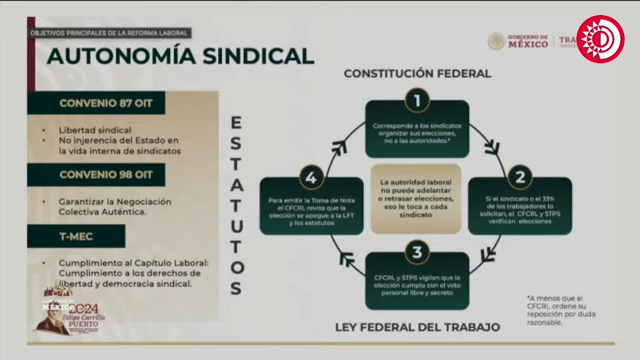 OBJETIVOS PRINCIPALES DE LA REFORMA LABORAL
AUTONOMÍA SINDICAL
GOBIERNO DE
MÉXICO
CONVENIO 87 OIT
• Libertad sindical
• No injerencia del Estado en
la vida interna de sindicatos
CONVENIO 98 OIT
• Garantizar la Negociación
Colectiva Auténtica.
T-MEC
• Cumplimiento al Capítulo Laboral:
Cumplimiento a los derechos de
libertad y democracia sindical.
ESTATUTOS
CONSTITUCIÓN FEDERAL
1
Corresponde a los sindicatos
organizar sus elecciones,
no a las autoridades.*
2
Si el sindicato o el 33%
de los trabajadores lo
solicitan, el CFCRL y STPS
verifican elecciones
3
CFCRL y STPS vigilen que la
elección cumpla con el voto
personal libre y secreto
4
Para emitir la Toma de Nota
el CFCRL revisa que la
elección se apegue a la LFT
y los estatutos
La autoridad laboral
no puede adelantar
o retrasar elecciones,
eso le toca a cada
sindicato
LEY FEDERAL DEL TRABAJO
*A menos que el
CFCRL ordene su
reposición por duda
razonable.
MÉXICO
2024
Felipe Carrillo
PUERTO